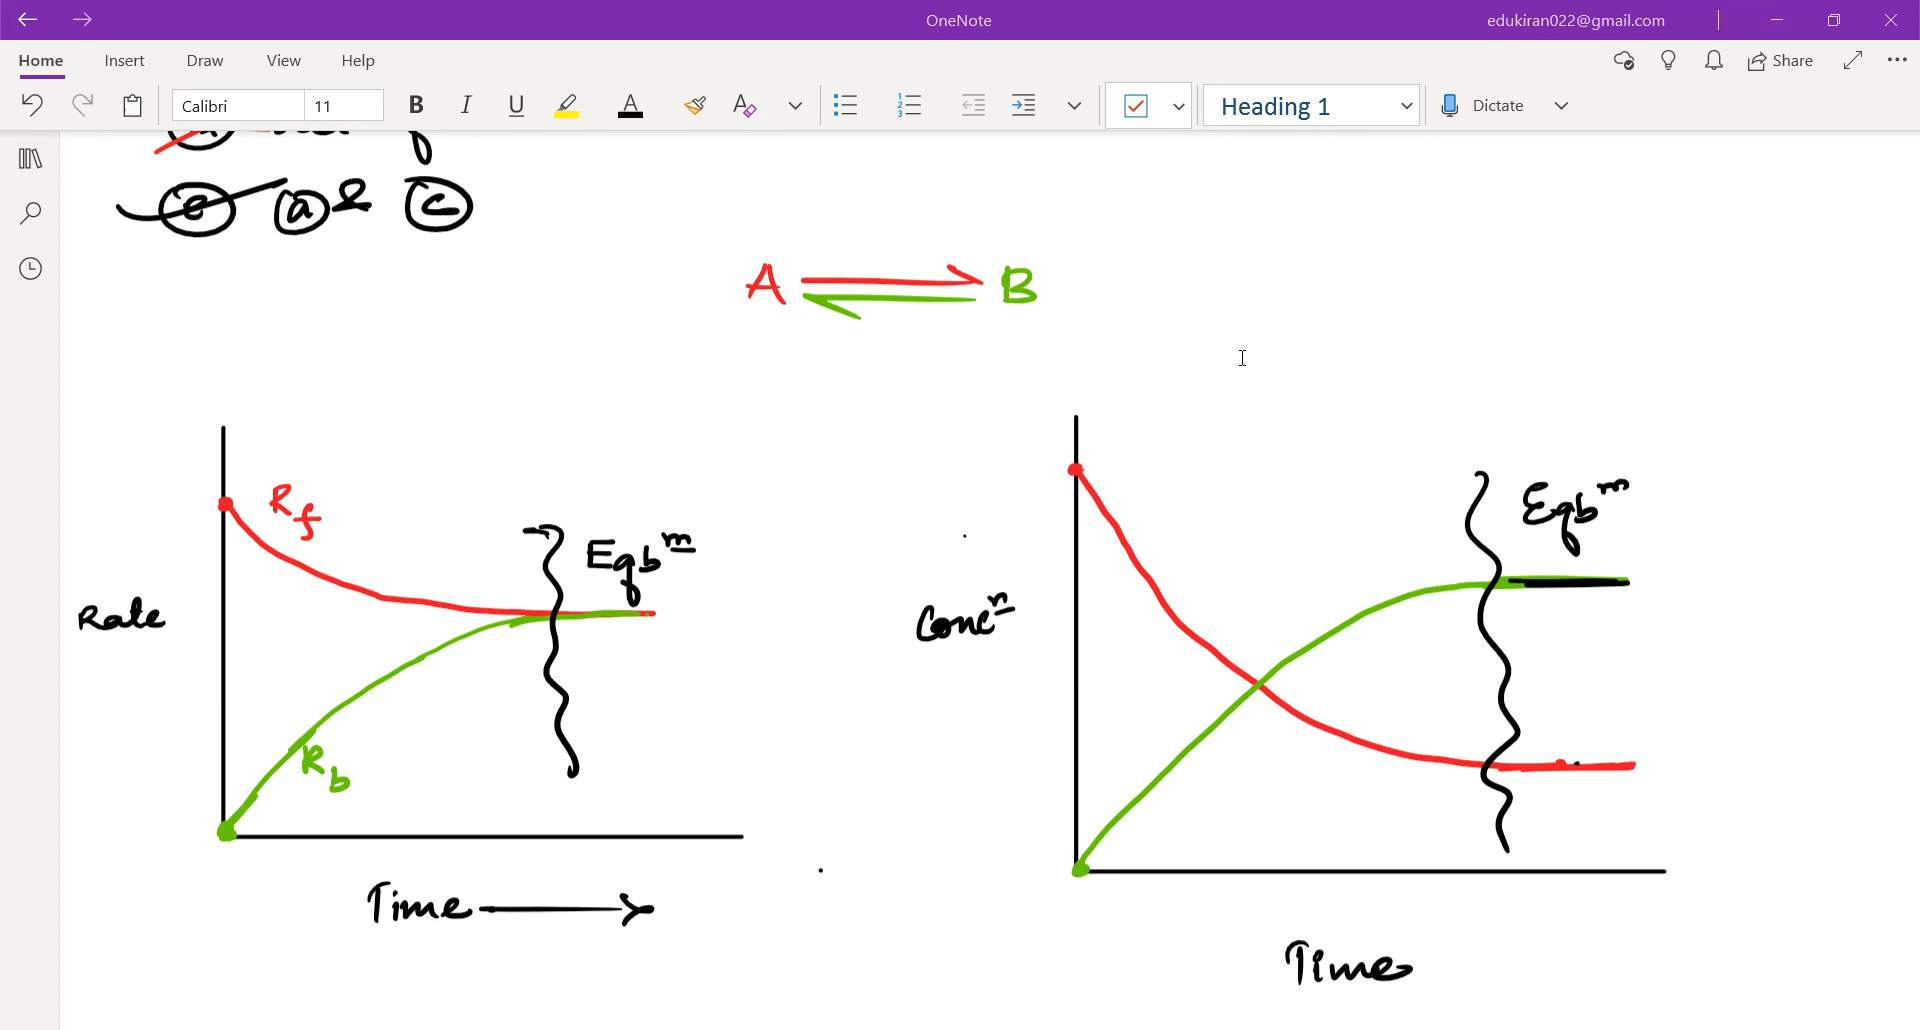 OneNote
edukiran022@gmail.com
Home Insert Draw View Help
Share
Calibri 11 B I U A A Heading 1 Dictate
e a & c
A ⇌ B
Rf
Eqbm
Rate
Rb
Time
Eqbm
Concn
Time